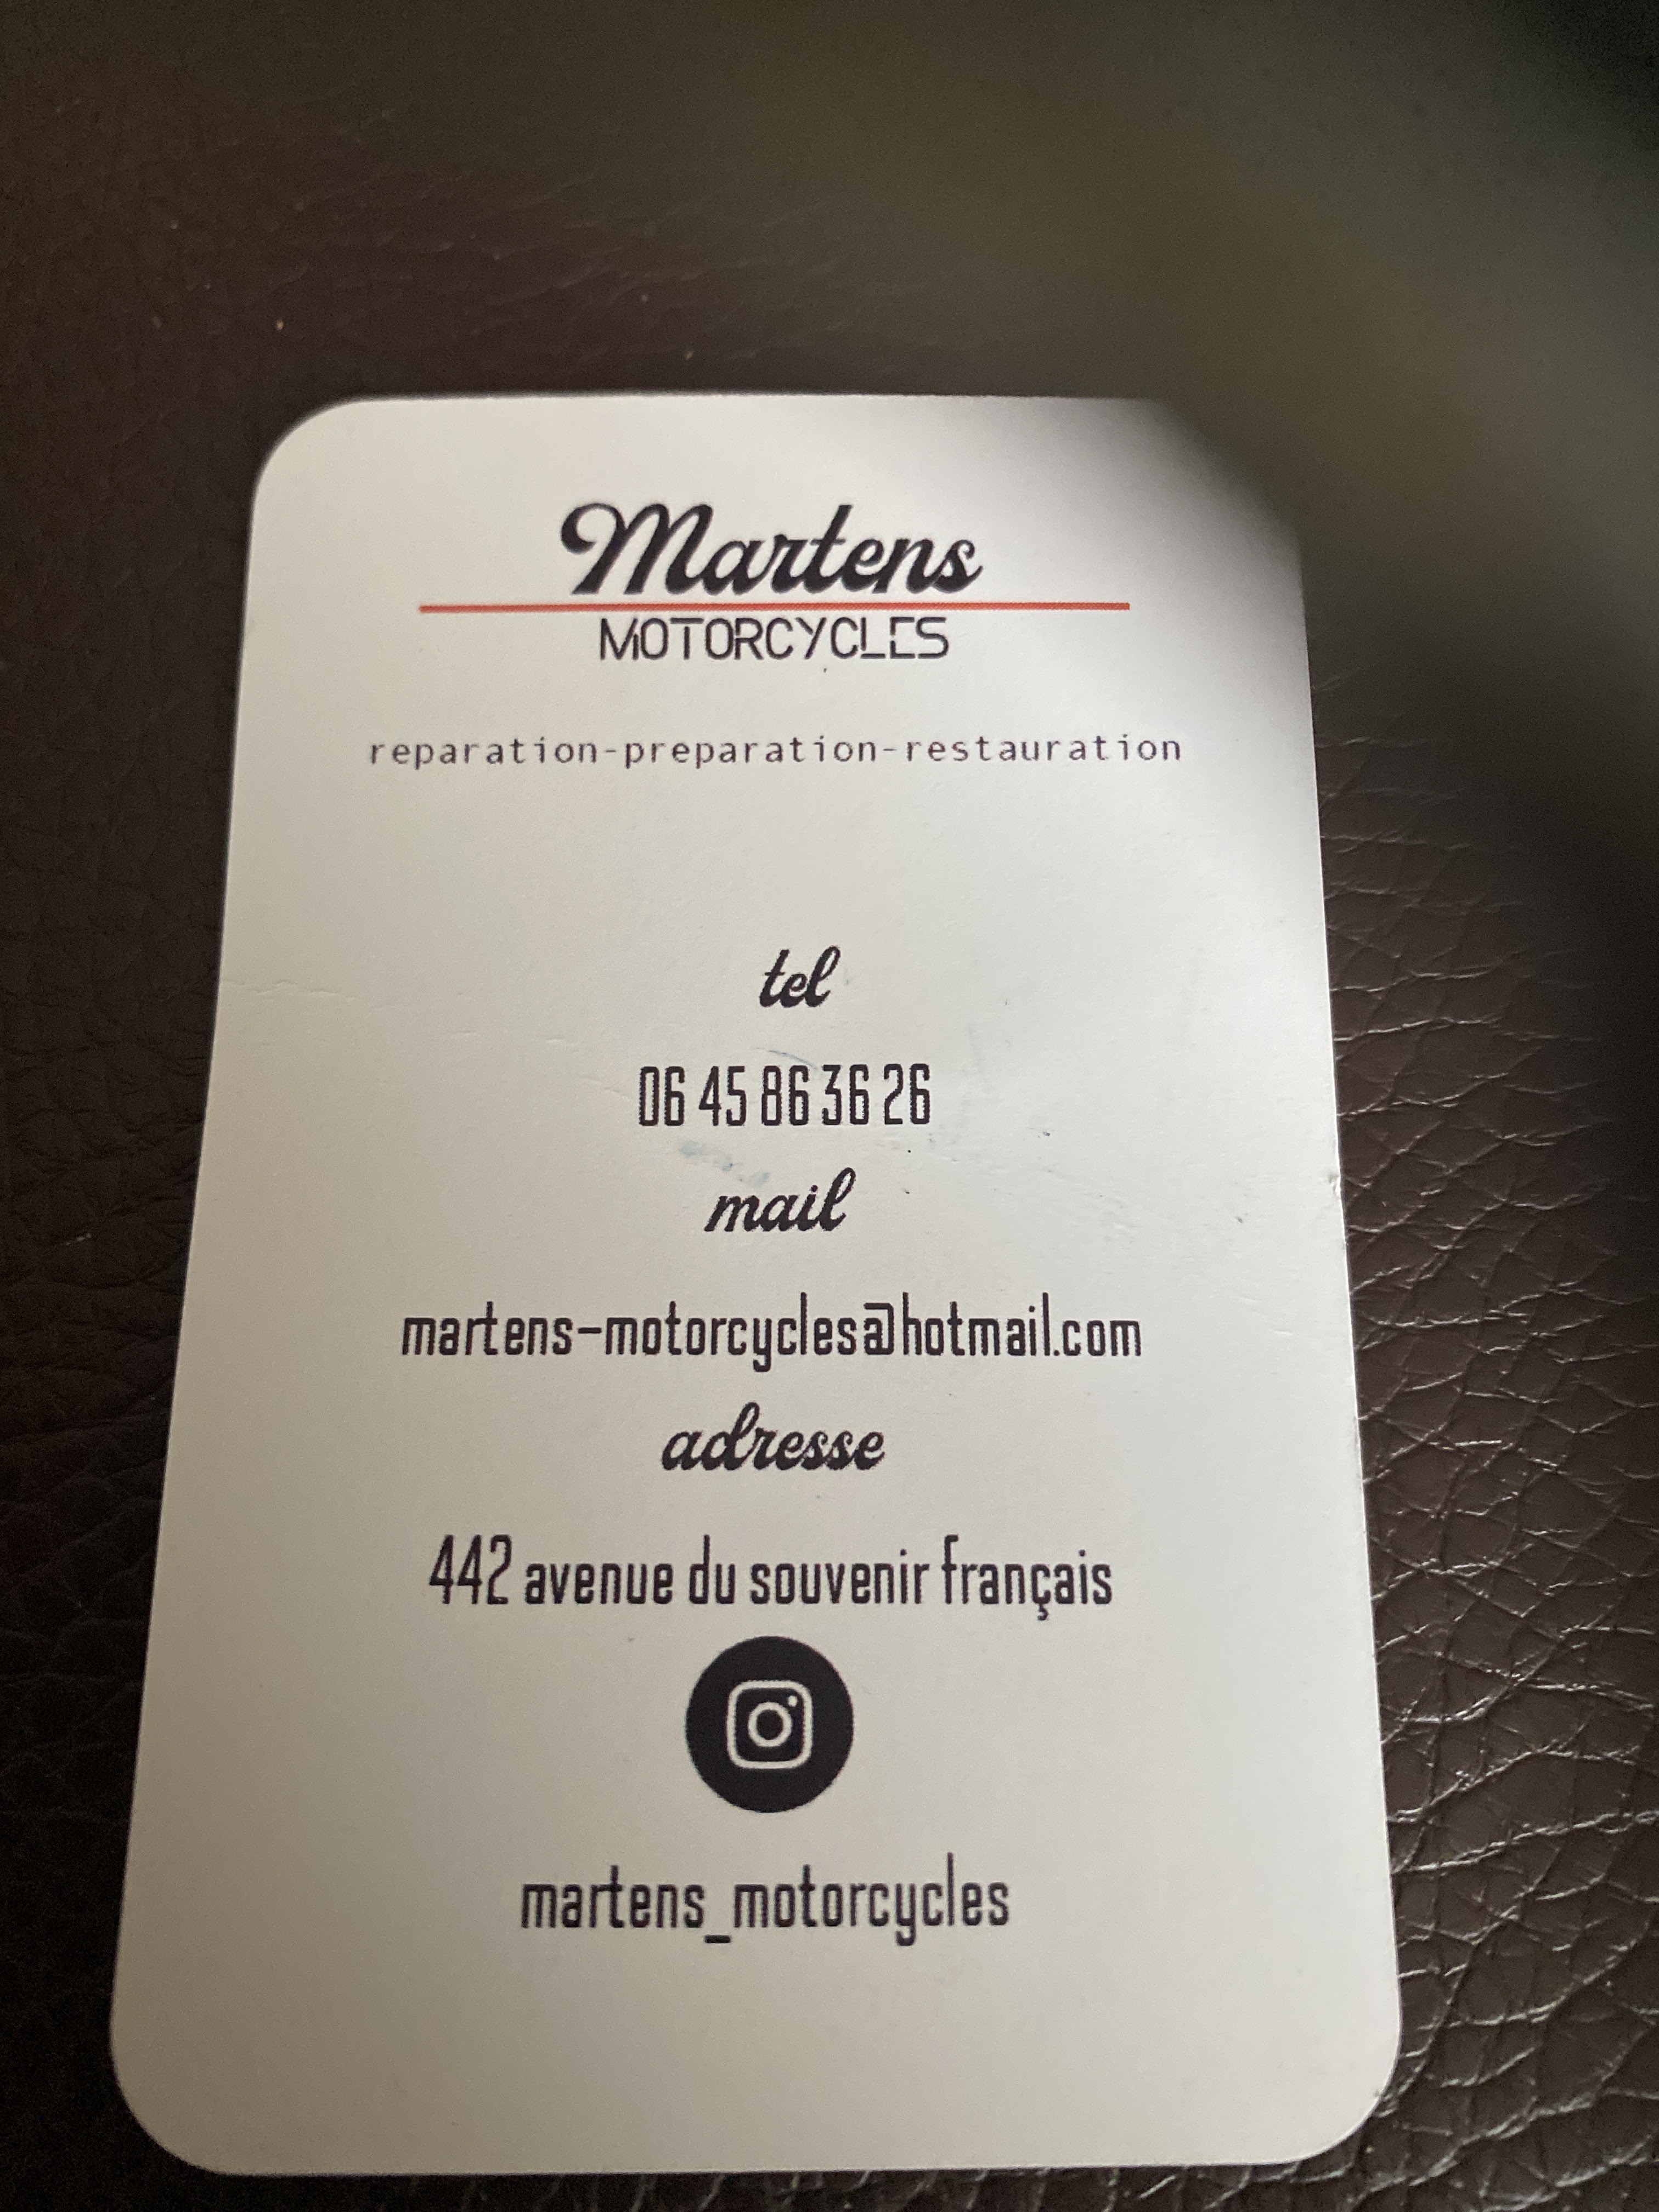 Martens
MOTORCYCLES
reparation-preparation-restauration
tel
06 45 86 36 26
mail
martens-motorcycles@hotmail.com
adresse
442 avenue du souvenir français
martens_motorcycles